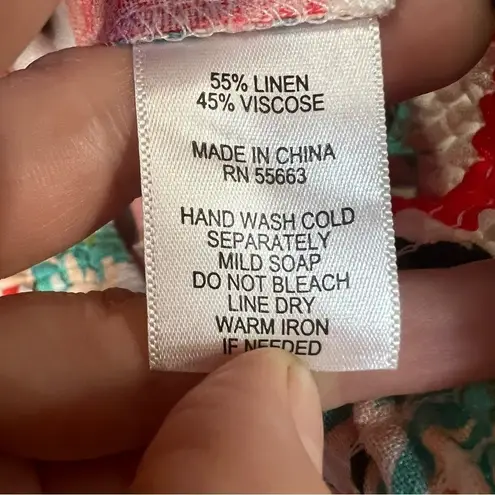 55% LINEN
45% VISCOSE
MADE IN CHINA
RN 55663
HAND WASH COLD
SEPARATELY
MILD SOAP
DO NOT BLEACH
LINE DRY
WARM IRON
IF NEEDED